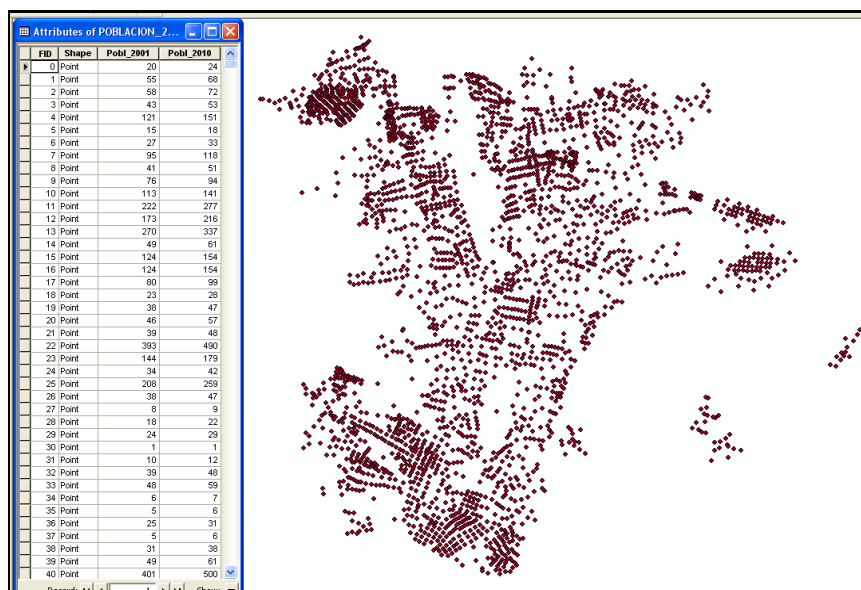 Attributes of POBLACION_2...
FID Shape Pobl_2001 Pobl_2010
0 Point 20 24
1 Point 55 68
2 Point 58 72
3 Point 43 53
4 Point 121 151
5 Point 15 18
6 Point 27 33
7 Point 95 118
8 Point 41 51
9 Point 76 94
10 Point 113 141
11 Point 222 277
12 Point 173 216
13 Point 270 337
14 Point 49 61
15 Point 124 154
16 Point 124 154
17 Point 80 99
18 Point 23 28
19 Point 38 47
20 Point 46 57
21 Point 39 48
22 Point 393 490
23 Point 144 179
24 Point 34 42
25 Point 208 259
26 Point 38 47
27 Point 8 9
28 Point 18 22
29 Point 24 29
30 Point 1 1
31 Point 10 12
32 Point 39 48
33 Point 48 59
34 Point 6 7
35 Point 5 6
36 Point 25 31
37 Point 5 6
38 Point 31 38
39 Point 49 61
40 Point 401 500
Record: 1 Show: